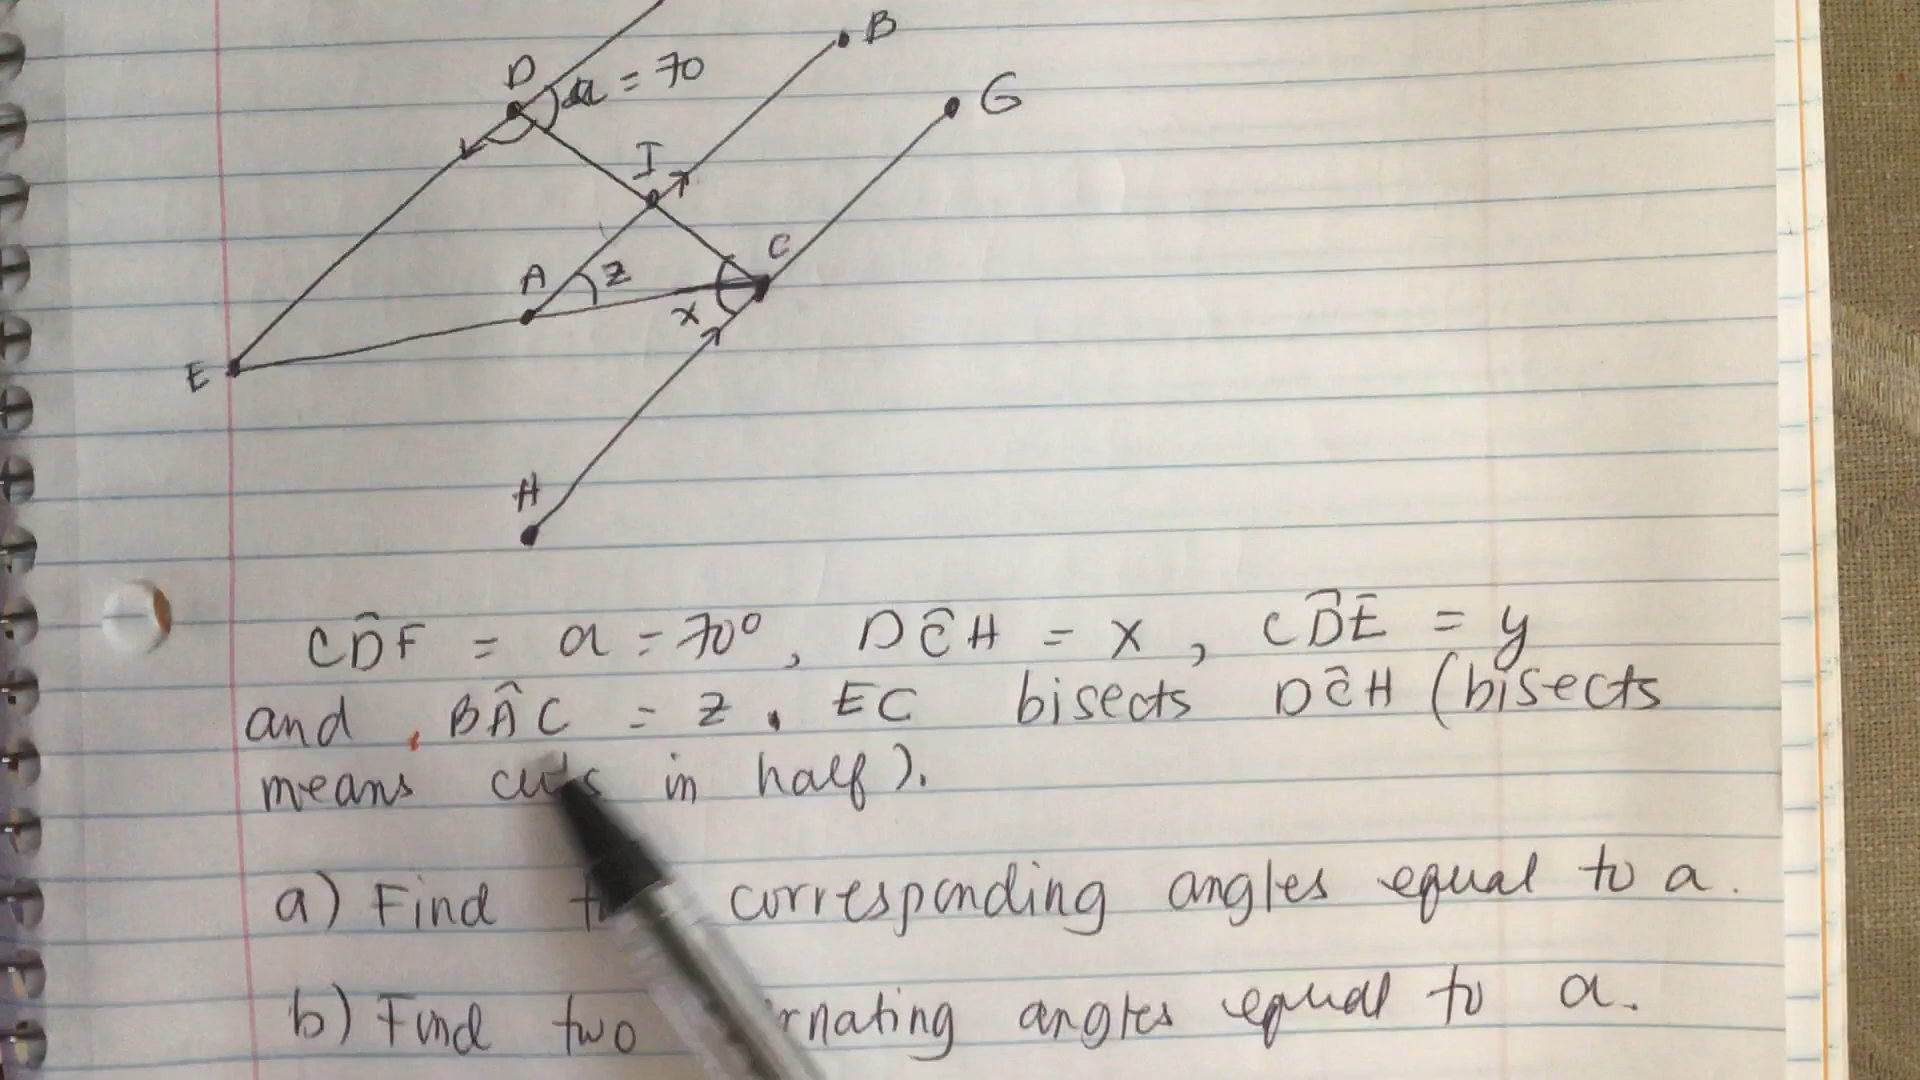 D
a = 70
B
G
I
C
A
z
x
E
H
CD̂F = a = 70°, DĈH = x, CD̂E = y
and . BÂC = z. EC bisects DĈH (bisects
means cuts in half).
a) Find corresponding angles equal to a.
b) Find two angles equal to a.